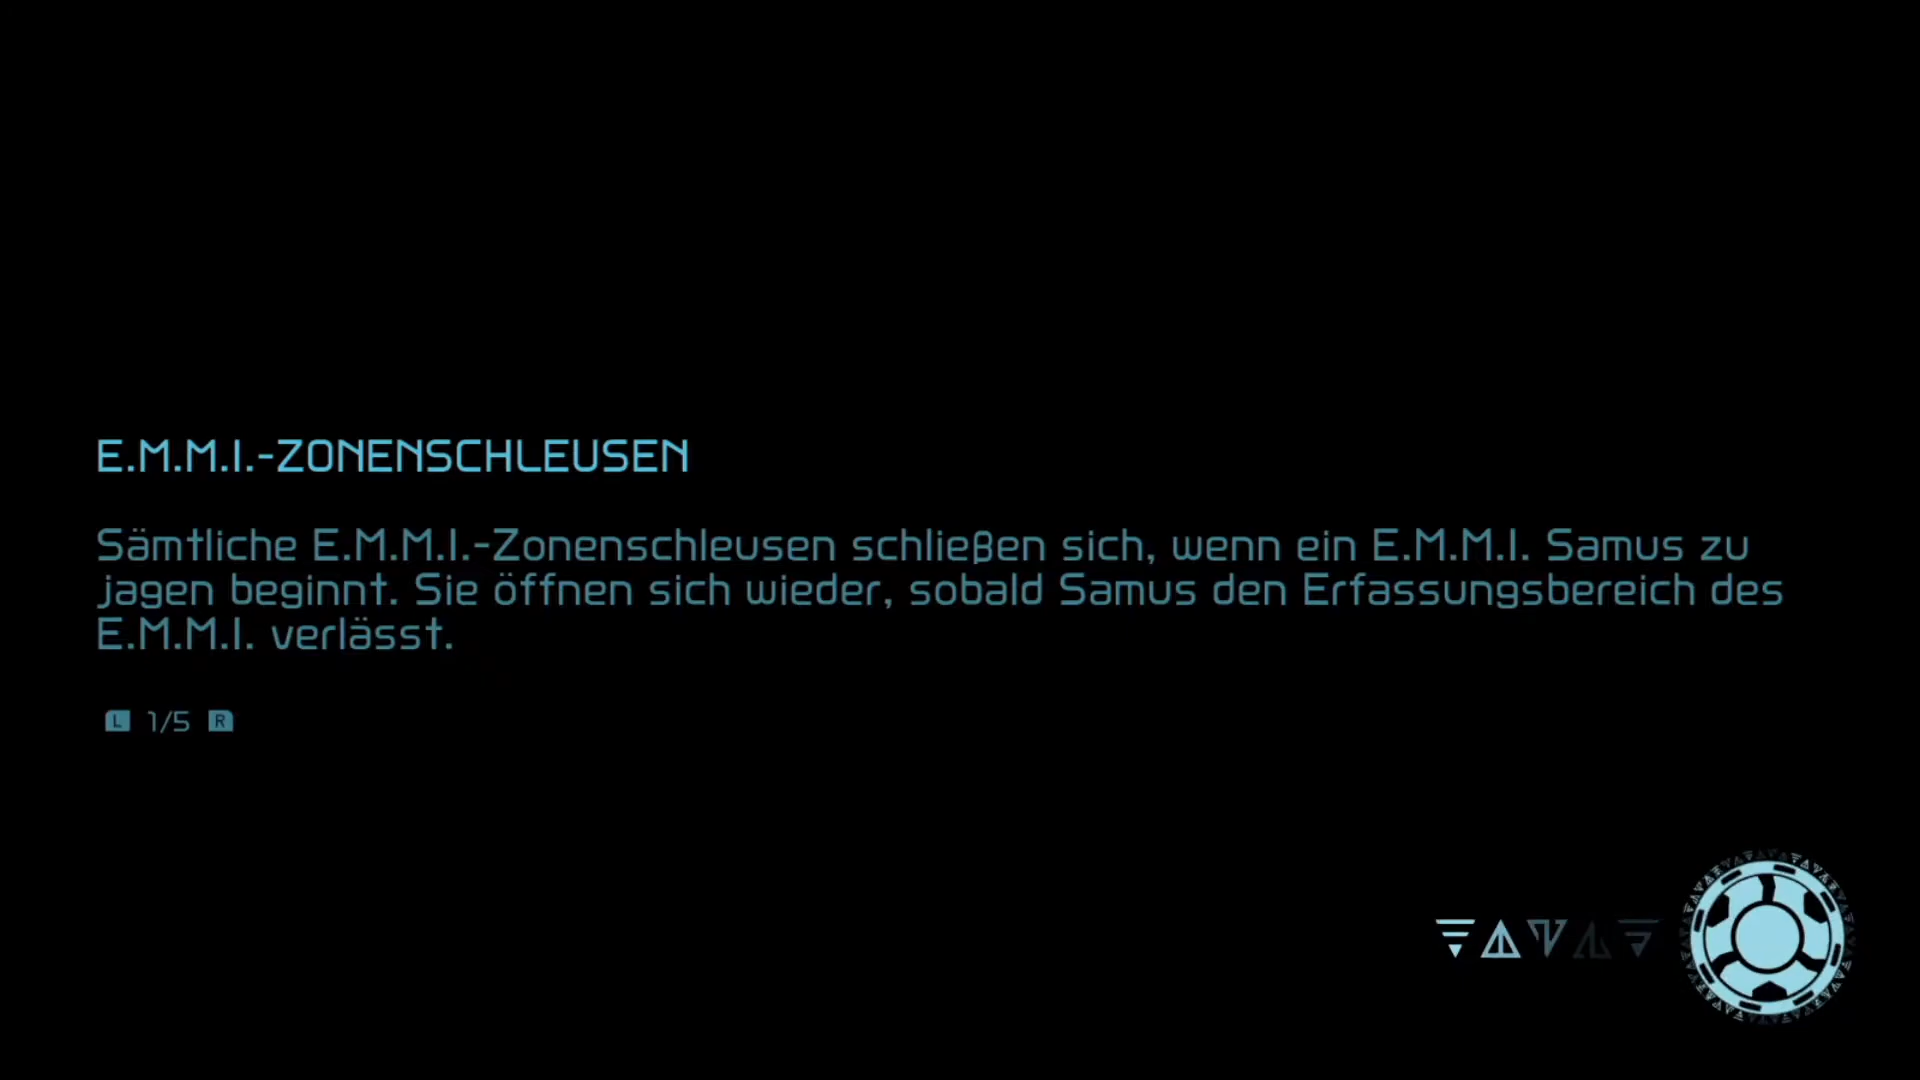 E.M.M.I.-ZONENSCHLEUSEN
Sämtliche E.M.M.I.-Zonenschleusen schließen sich, wenn ein E.M.M.I. Samus zu
jagen beginnt. Sie öffnen sich wieder, sobald Samus den Erfassungsbereich des
E.M.M.I. verlässt.
L 1/5 R